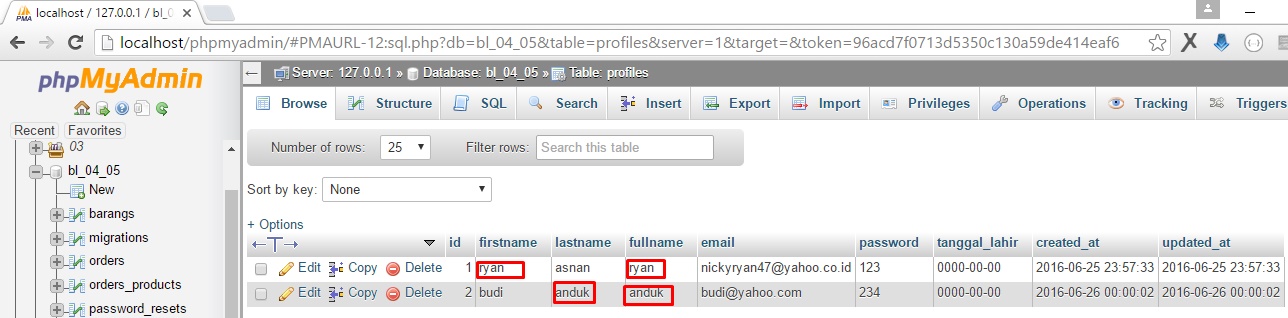 PMA localhost / 127.0.0.1 / bl_0
localhost/phpmyadmin/#PMAURL-12:sql.php?db=bl_04_05&table=profiles&server=1&target=&token=96acd7f0713d5350c130a59de414eaf6
phpMyAdmin
Recent Favorites
03
bl_04_05
New
barangs
migrations
orders
orders_products
password_resets
Server: 127.0.0.1 » Database: bl_04_05 » Table: profiles
Browse Structure SQL Search Insert Export Import Privileges Operations Tracking Triggers
Number of rows: 25 Filter rows: Search this table
Sort by key: None
+ Options
←T→ id firstname lastname fullname email password tanggal_lahir created_at updated_at
Edit Copy Delete 1 ryan asnan ryan nickyryan47@yahoo.co.id 123 0000-00-00 2016-06-25 23:57:33 2016-06-25 23:57:33
Edit Copy Delete 2 budi anduk anduk budi@yahoo.com 234 0000-00-00 2016-06-26 00:00:02 2016-06-26 00:00:02